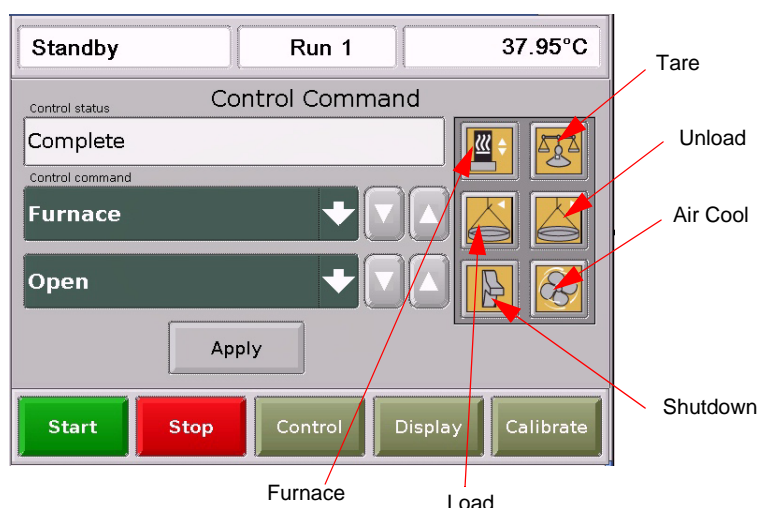 Standby Run 1 37.95°C
Tare
Control status Control Command
Complete
Unload
Control command
Furnace
Air Cool
Open
Apply
Shutdown
Start Stop Control Display Calibrate
Furnace Load